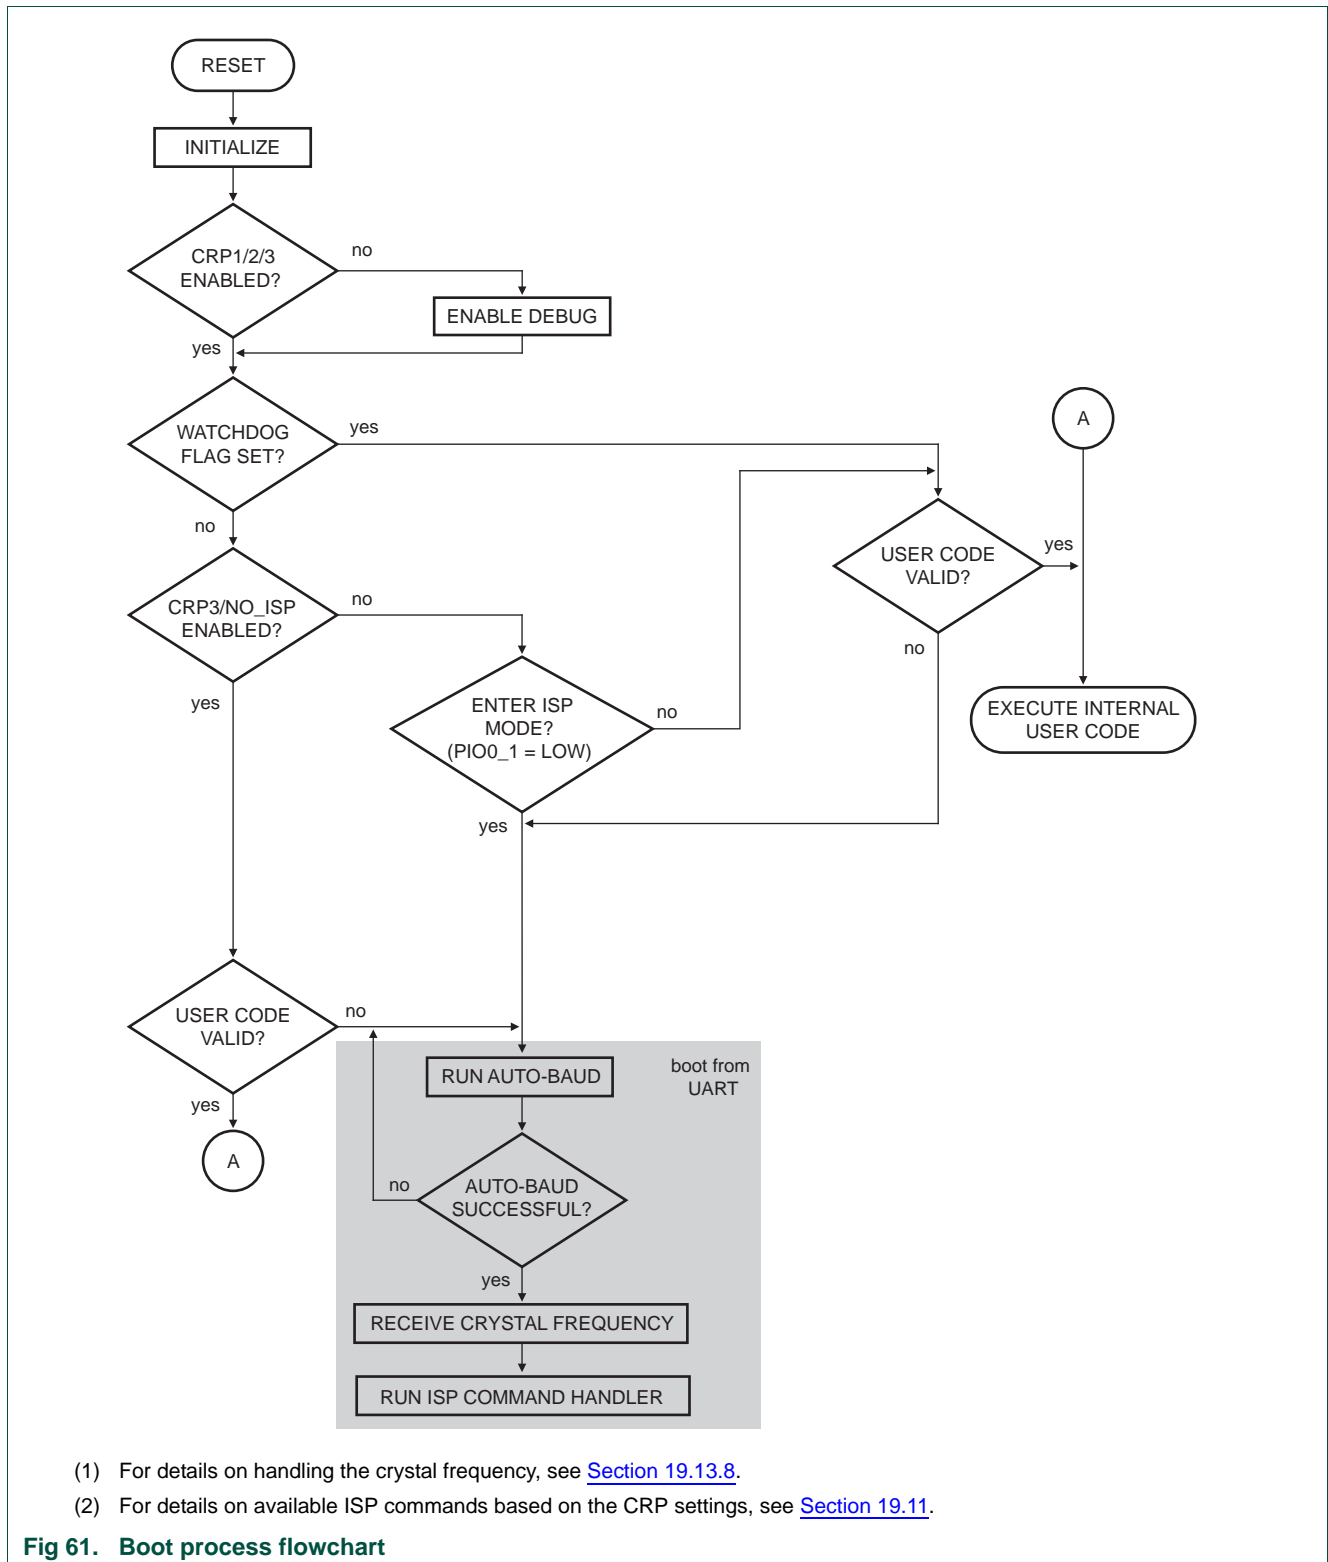 RESET
INITIALIZE
CRP1/2/3
ENABLED?
no
ENABLE DEBUG
yes
WATCHDOG
FLAG SET?
yes
A
no
USER CODE
VALID?
yes
no
CRP3/NO_ISP
ENABLED?
no
yes
ENTER ISP
MODE?
(PIO0_1 = LOW)
no
yes
EXECUTE INTERNAL
USER CODE
USER CODE
VALID?
no
yes
A
boot from
UART
RUN AUTO-BAUD
AUTO-BAUD
SUCCESSFUL?
no
yes
RECEIVE CRYSTAL FREQUENCY
RUN ISP COMMAND HANDLER
(1) For details on handling the crystal frequency, see Section 19.13.8.
(2) For details on available ISP commands based on the CRP settings, see Section 19.11.
Fig 61. Boot process flowchart